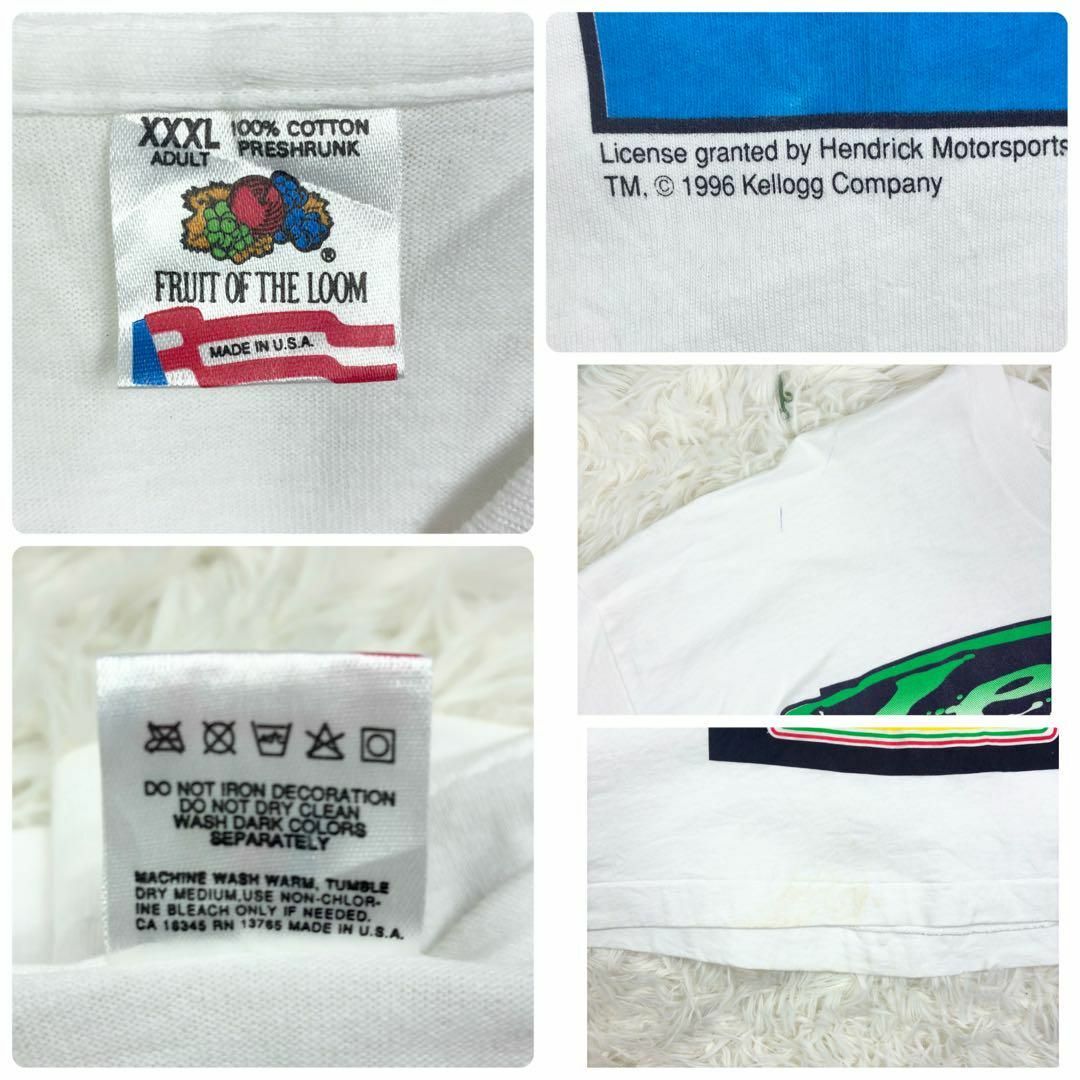 XXXL 100% COTTON
ADULT PRESHRUNK
®
FRUIT OF THE LOOM
MADE IN U.S.A.
License granted by Hendrick Motorsports
TM, © 1996 Kellogg Company
DO NOT IRON DECORATION
DO NOT DRY CLEAN
WASH DARK COLORS
SEPARATELY
MACHINE WASH WARM, TUMBLE
DRY MEDIUM,USE NON-CHLOR-
INE BLEACH ONLY IF NEEDED.
CA 16345 RN 13765 MADE IN U.S.A.